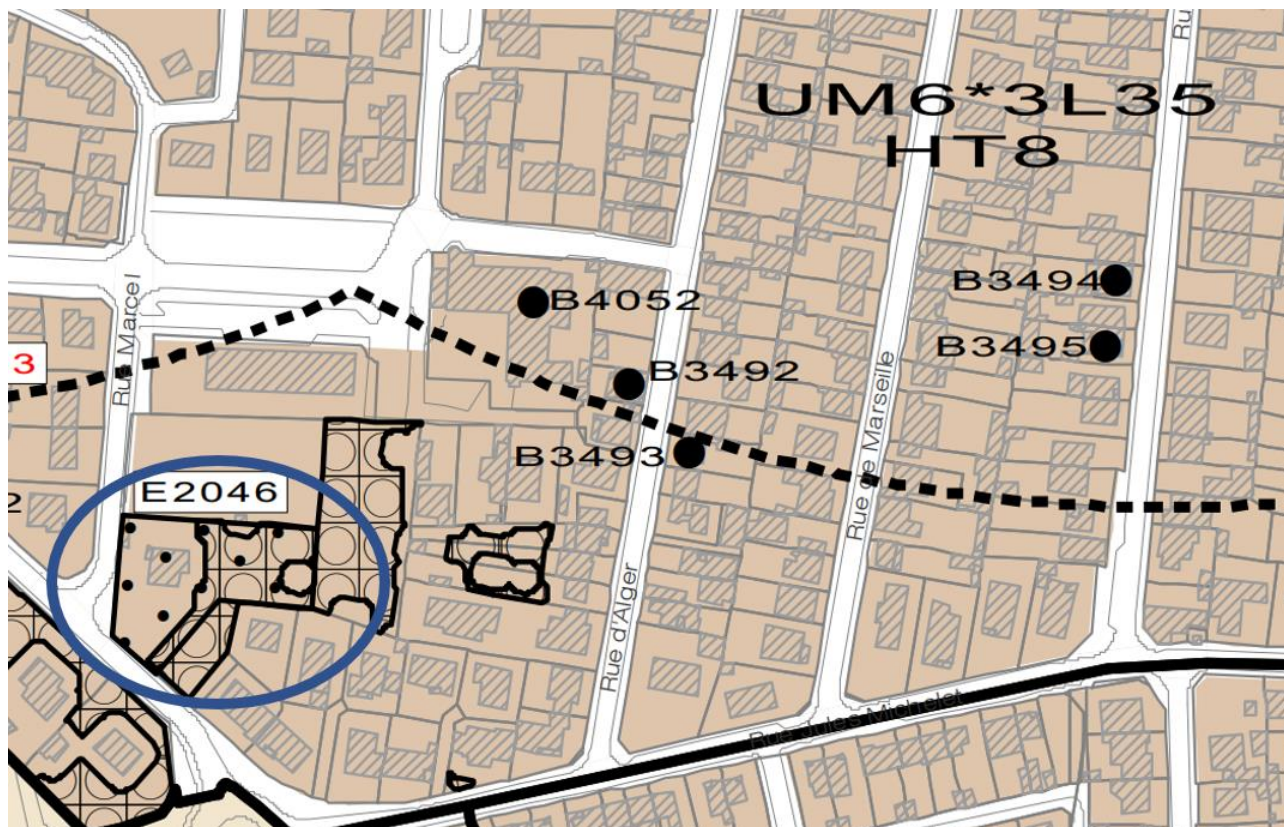 UM6*3L35
HT8
Ru
B3494
B4052
Rue Marcel
B3495
3
B3492
Rue de Marseille
B3493
E2046
2
Rue d'Alger
Rue Jules Michelet